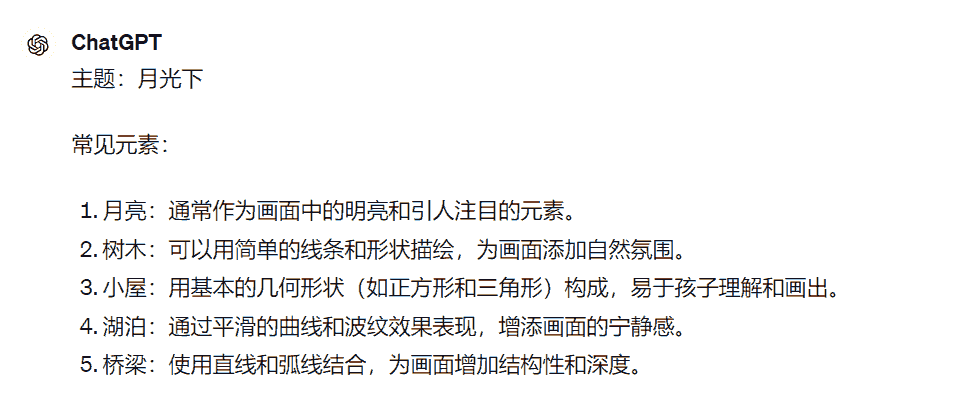 ChatGPT
主题：月光下
常见元素：
1. 月亮：通常作为画面中的明亮和引人注目的元素。
2. 树木：可以用简单的线条和形状描绘，为画面添加自然氛围。
3. 小屋：用基本的几何形状（如正方形和三角形）构成，易于孩子理解和画出。
4. 湖泊：通过平滑的曲线和波纹效果表现，增添画面的宁静感。
5. 桥梁：使用直线和弧线结合，为画面增加结构性和深度。